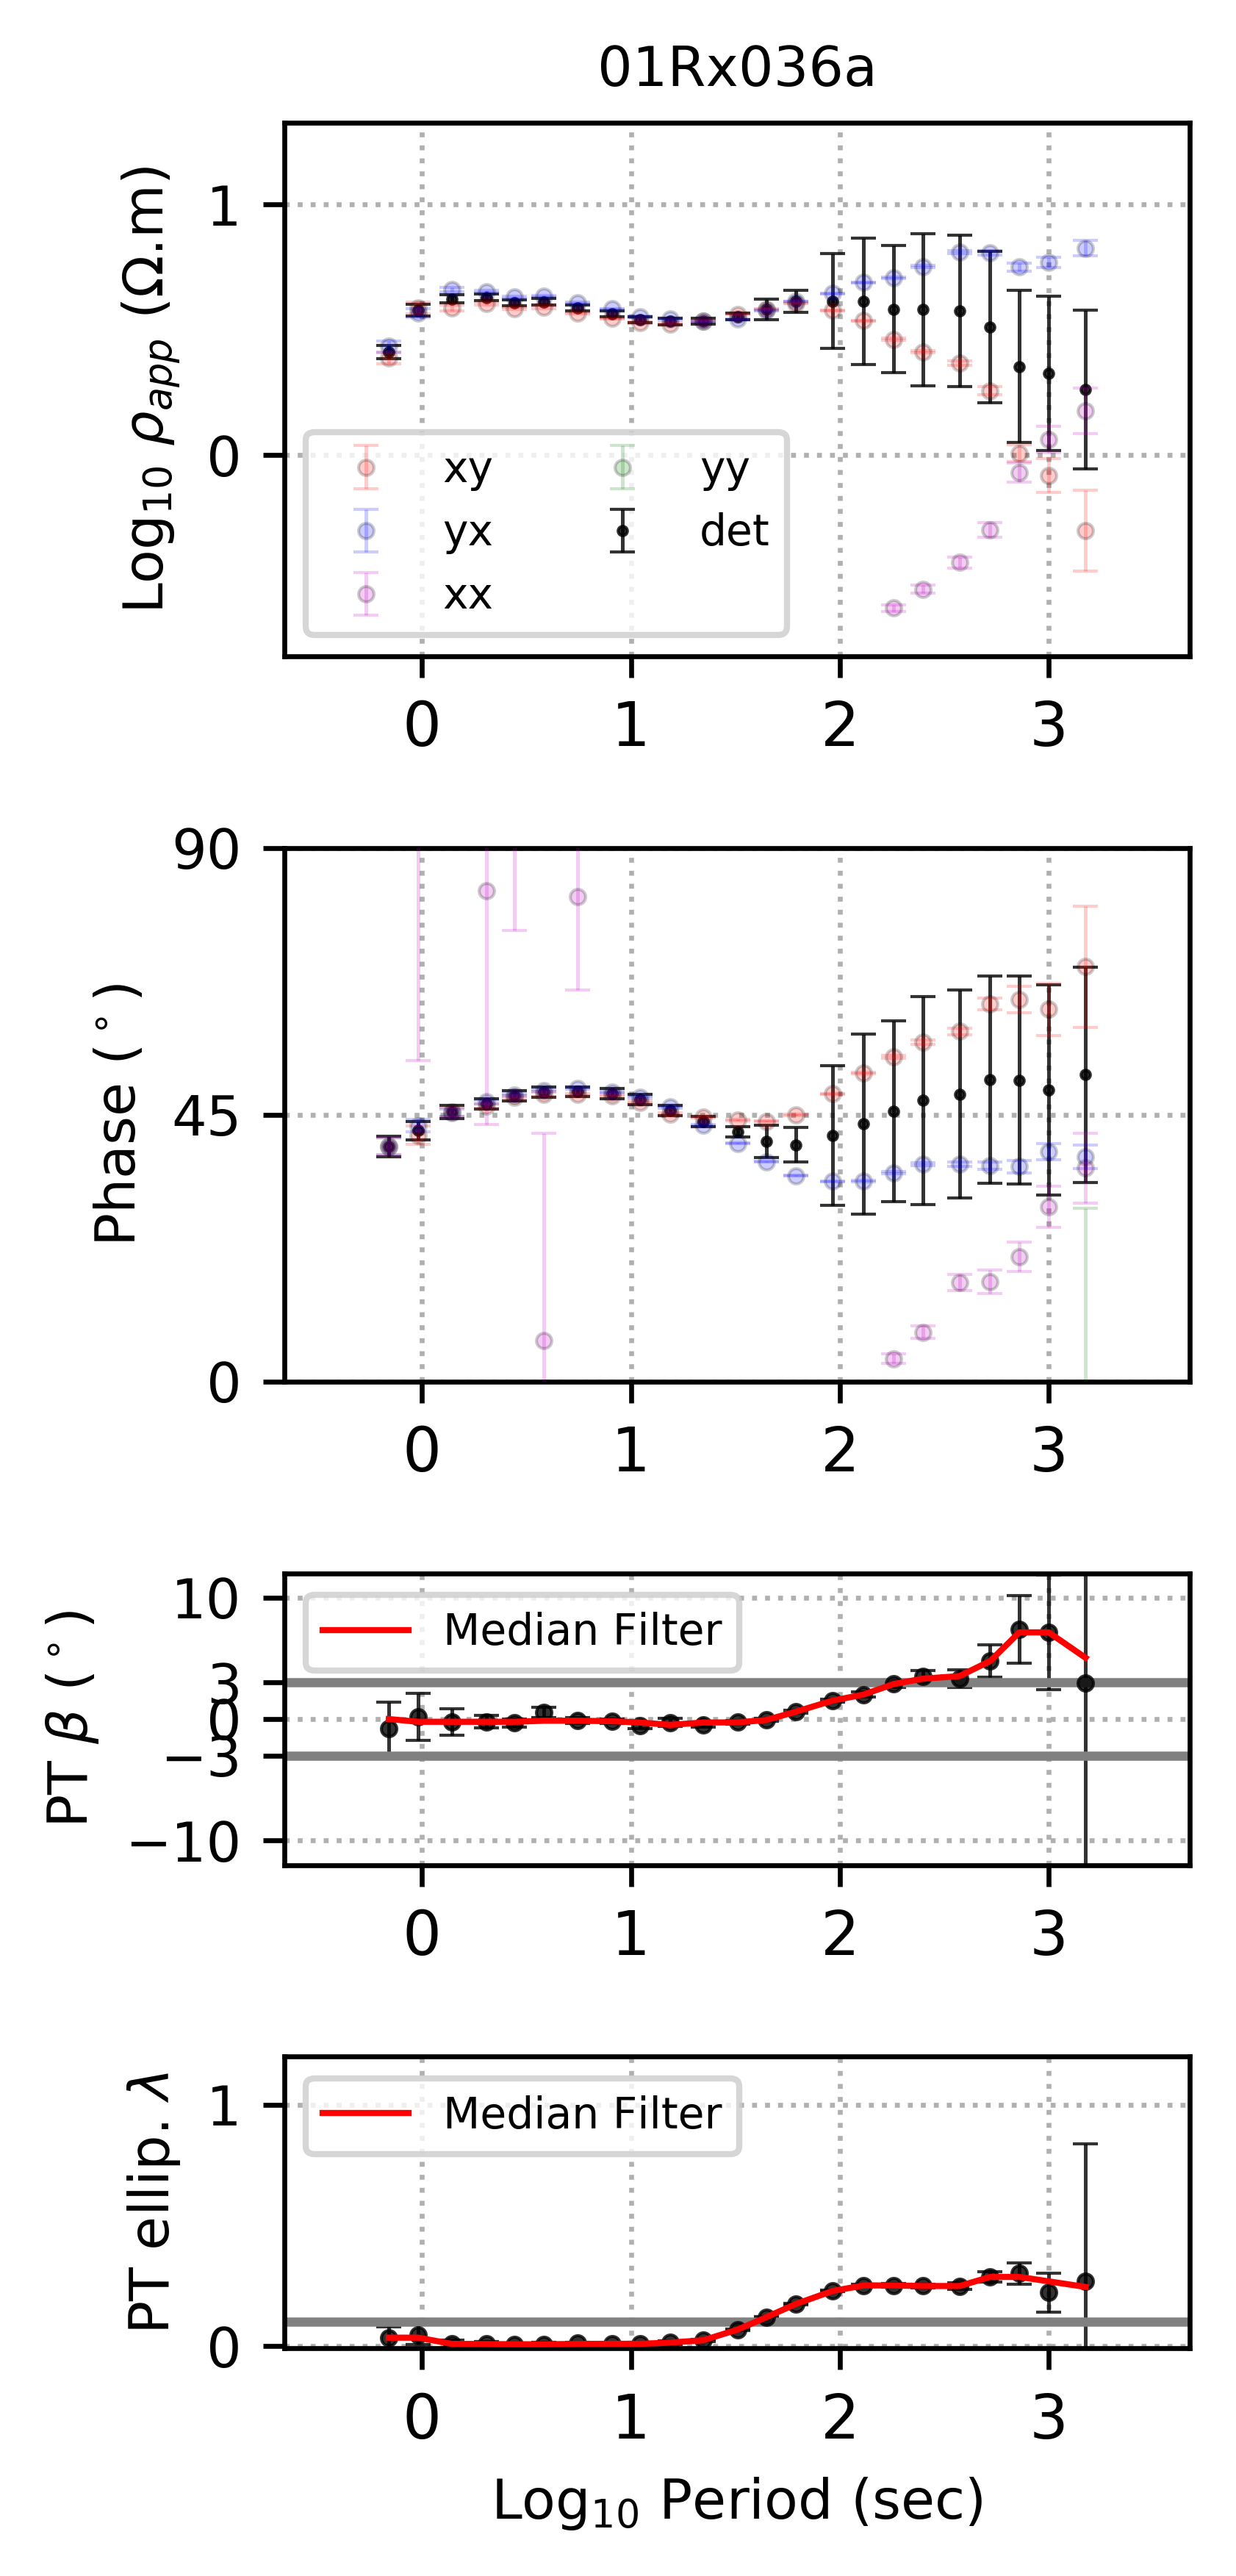 01Rx036a
Log₁₀ ρ_app (Ω.m)
1
0
xy
yx
xx
yy
det
0 1 2 3
Phase (°)
90
45
0
0 1 2 3
PT β (°)
10
3
0
−3
−10
Median Filter
0 1 2 3
PT ellip. λ
1
0
Median Filter
0 1 2 3
Log₁₀ Period (sec)